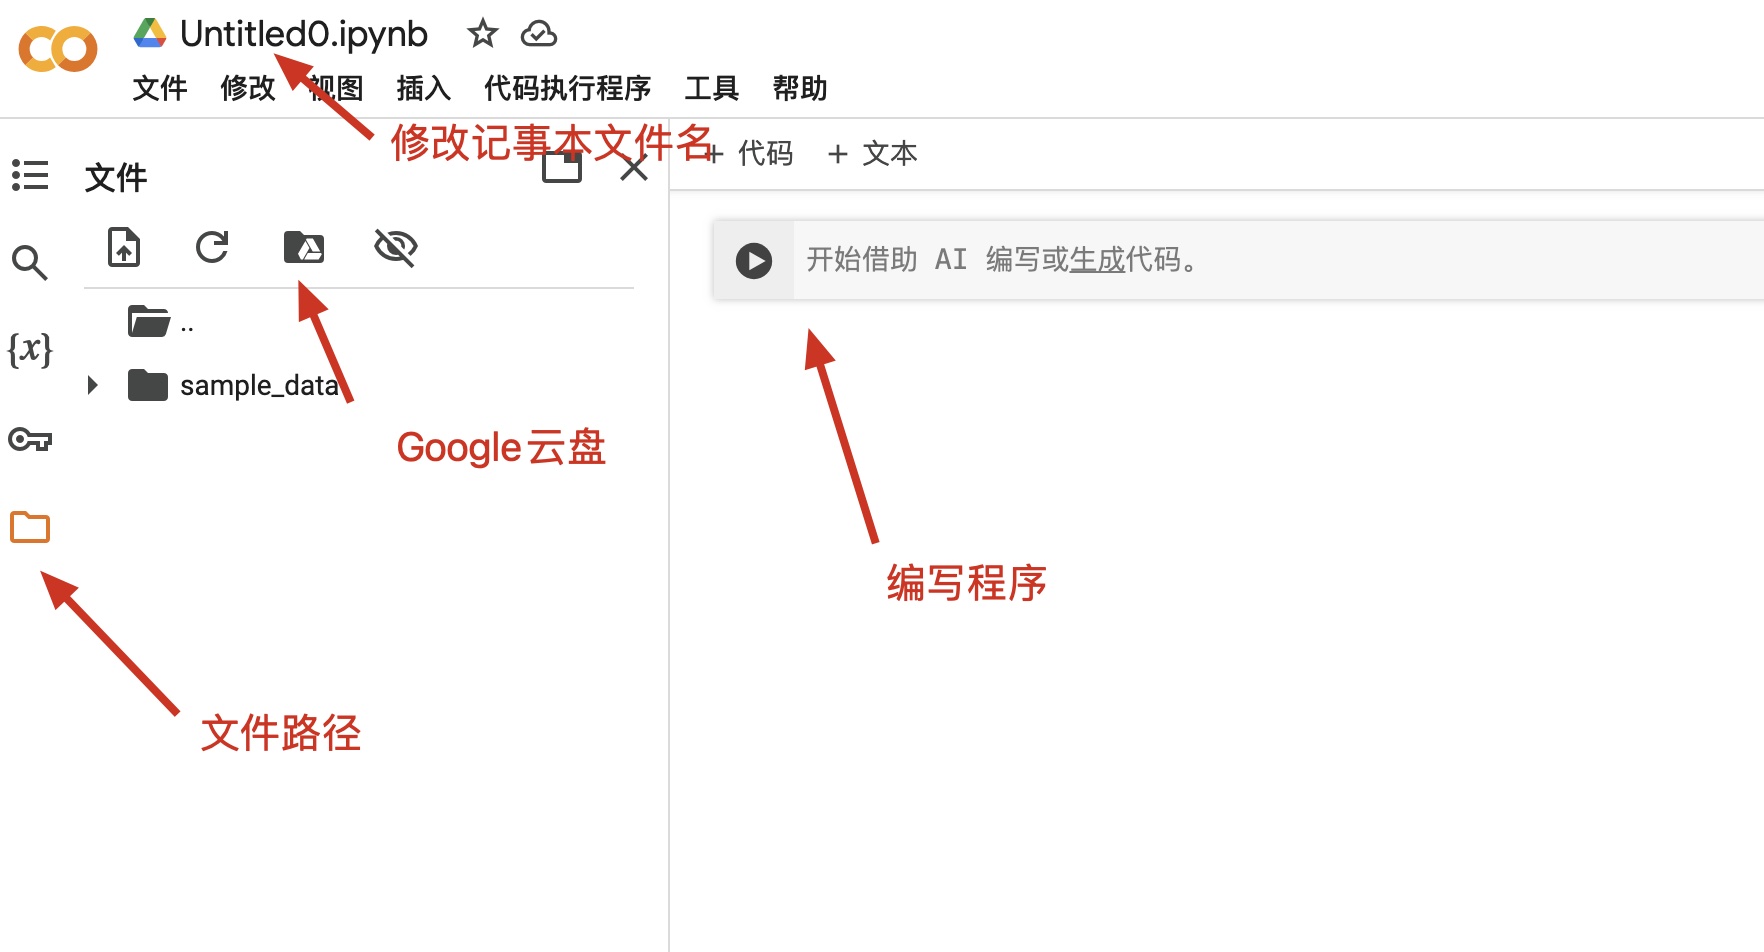 Untitled0.ipynb
文件 修改 视图 插入 代码执行程序 工具 帮助
修改记事本文件名
+ 代码 + 文本
文件
开始借助 AI 编写或生成代码。
..
sample_data
{x}
Google云盘
编写程序
文件路径